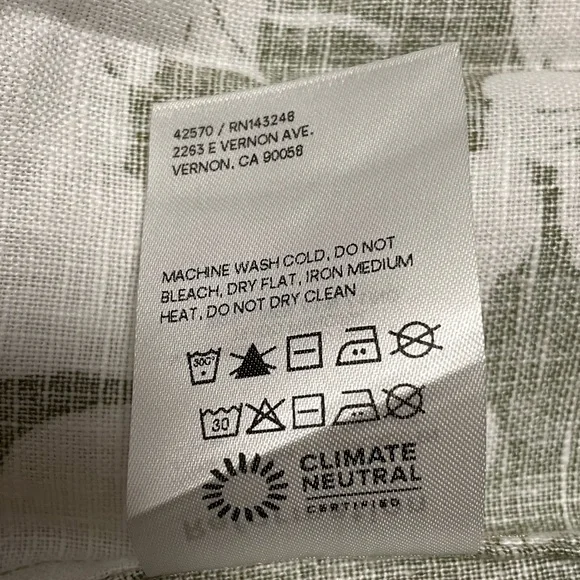 42570 / RN143248
2263 E VERNON AVE.
VERNON, CA 90058
MACHINE WASH COLD, DO NOT
BLEACH, DRY FLAT, IRON MEDIUM
HEAT, DO NOT DRY CLEAN
30C°
30
CLIMATE
NEUTRAL
CERTIFIED